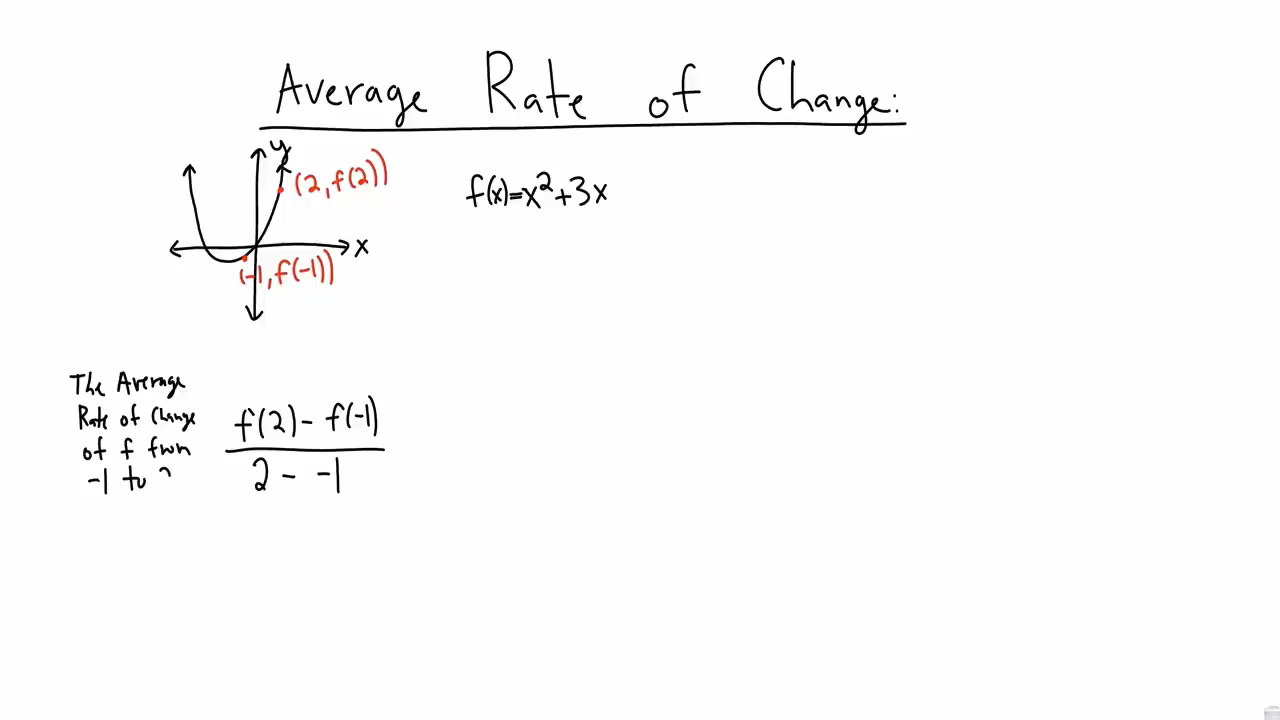 Average Rate of Change:
y
(2, f(2))
f(x)=x²+3x
x
(-1, f(-1))
The Average
Rate of Change
of f from
-1 to
f(2) - f(-1)
2 - -1